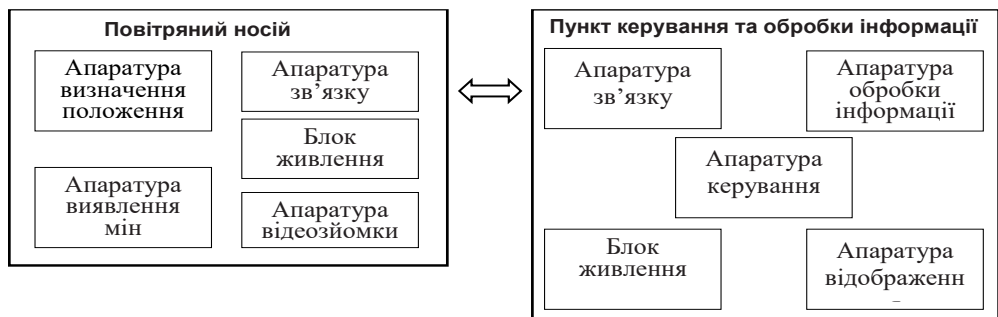 Повітряний носій
Апаратура
визначення
положення
Апаратура
зв’язку
Блок
живлення
Апаратура
виявлення
мін
Апаратура
відеозйомки
Пункт керування та обробки інформації
Апаратура
зв’язку
Апаратура
обробки
інформації
Апаратура
керування
Блок
живлення
Апаратура
відображенн